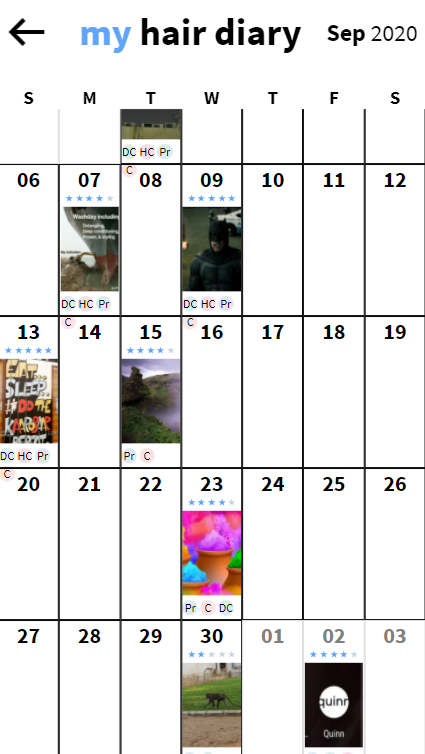 my hair diary Sep 2020
S M T W T F S
DC HC Pr
C
06 07 08 09 10 11 12
Washday including
Detangling,
Deep conditioning,
DC HC Pr DC HC Pr
C C
13 14 15 16 17 18 19
EAT..
SLEEP..
#DO THE
REPEAT
DC HC Pr Pr C
C
20 21 22 23 24 25 26
Pr C DC
27 28 29 30 01 02 03
quinn
Quinn